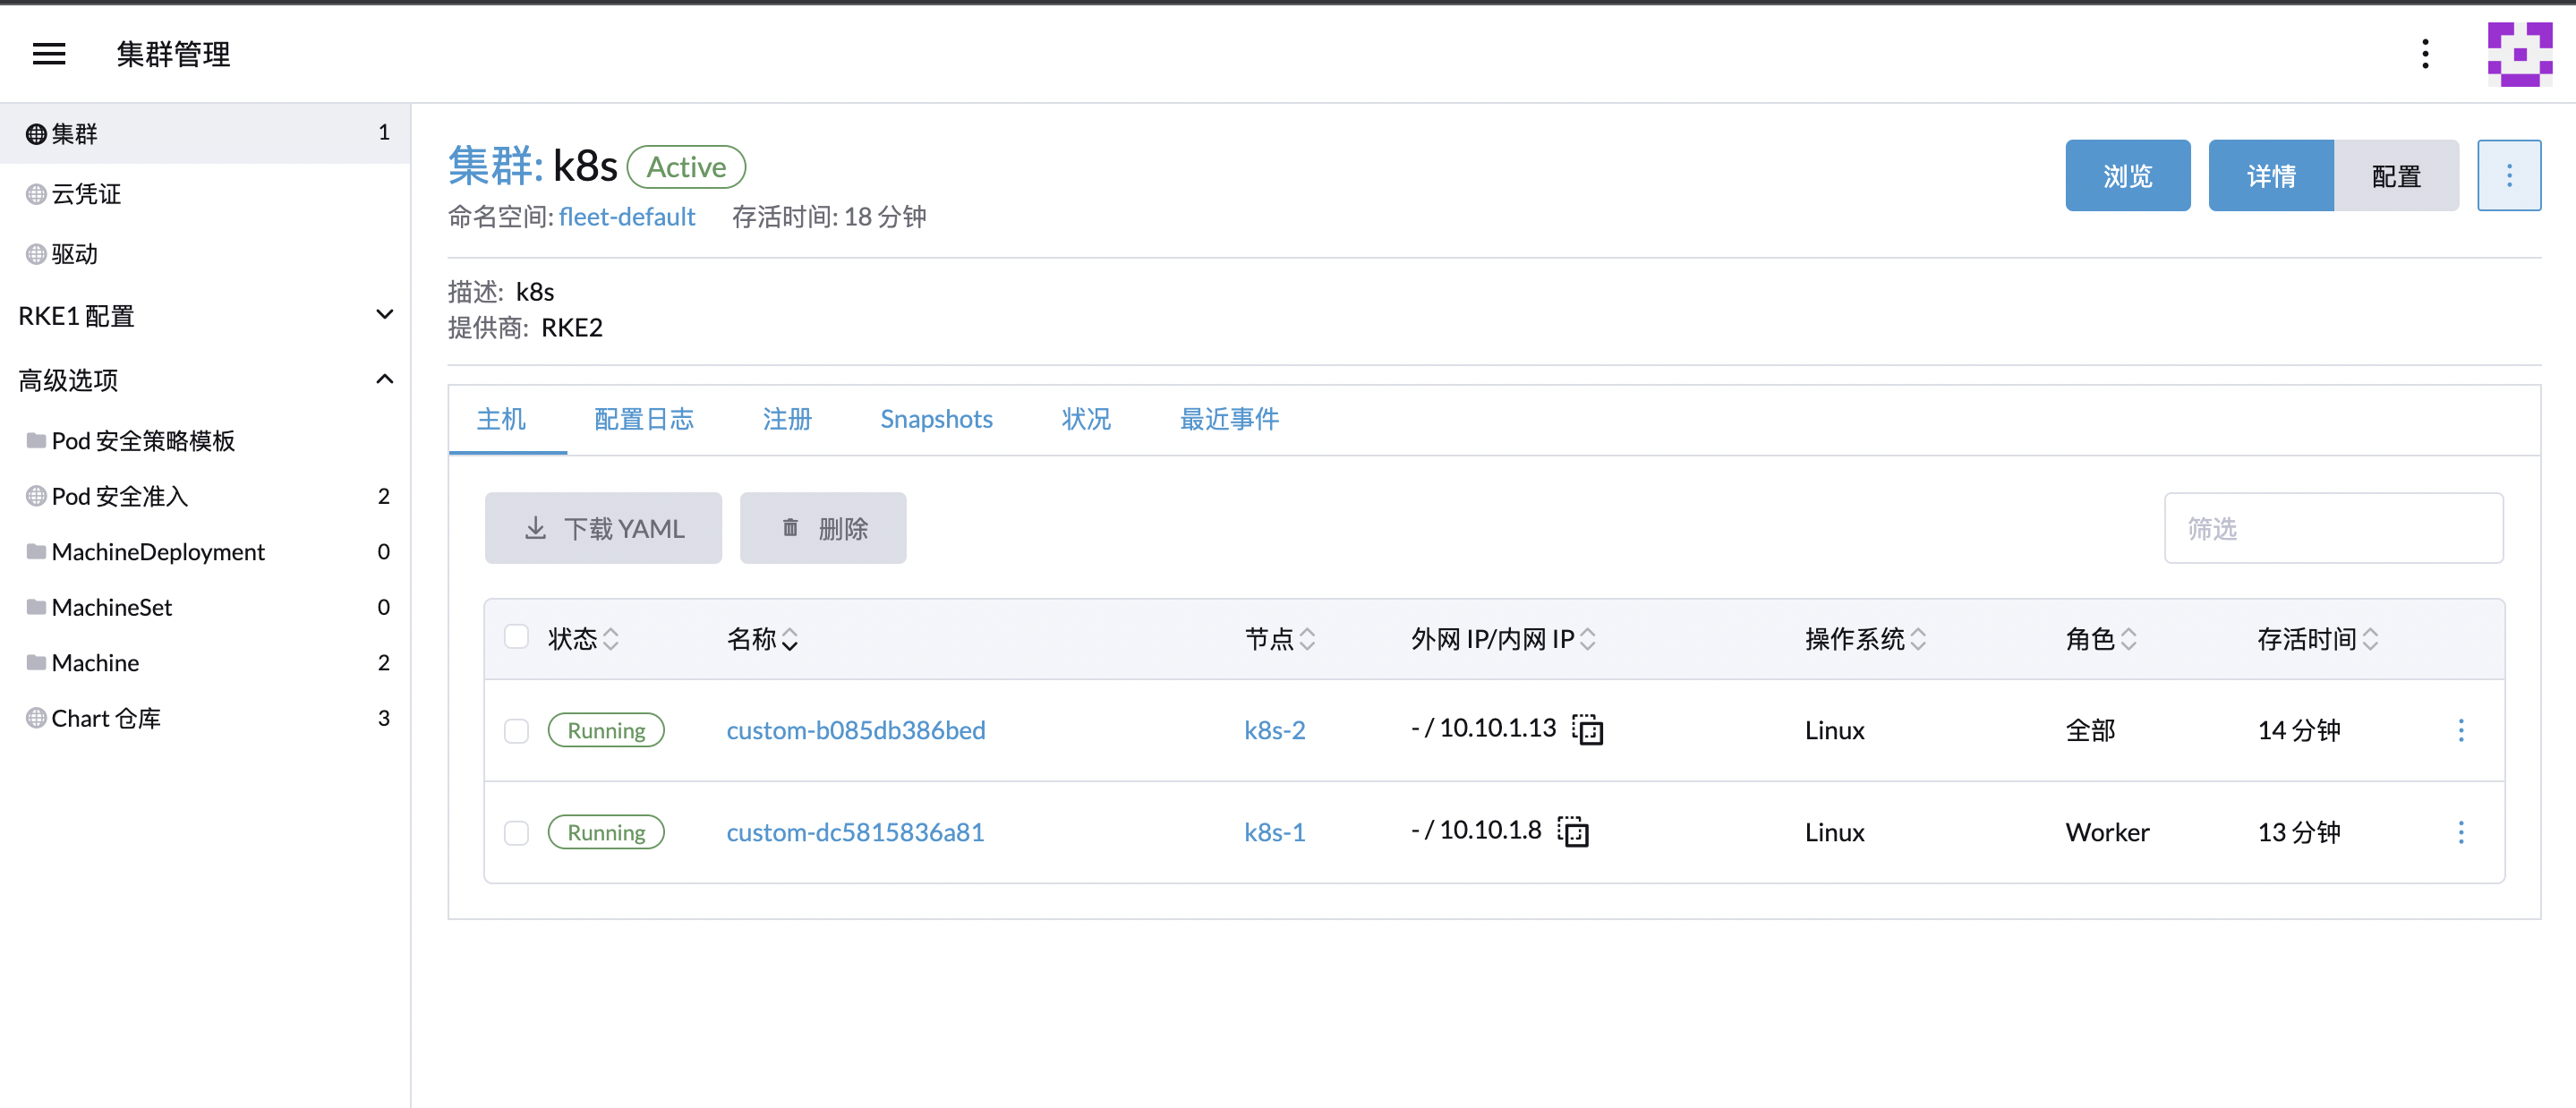 集群管理
集群 1
云凭证
驱动
RKE1 配置
高级选项
Pod 安全策略模板
Pod 安全准入 2
MachineDeployment 0
MachineSet 0
Machine 2
Chart 仓库 3
集群: k8s Active
命名空间: fleet-default 存活时间: 18 分钟
浏览 详情 配置
描述: k8s
提供商: RKE2
主机 配置日志 注册 Snapshots 状况 最近事件
下载 YAML 删除 筛选
状态 名称 节点 外网 IP/内网 IP 操作系统 角色 存活时间
Running custom-b085db386bed k8s-2 - / 10.10.1.13 Linux 全部 14 分钟
Running custom-dc5815836a81 k8s-1 - / 10.10.1.8 Linux Worker 13 分钟